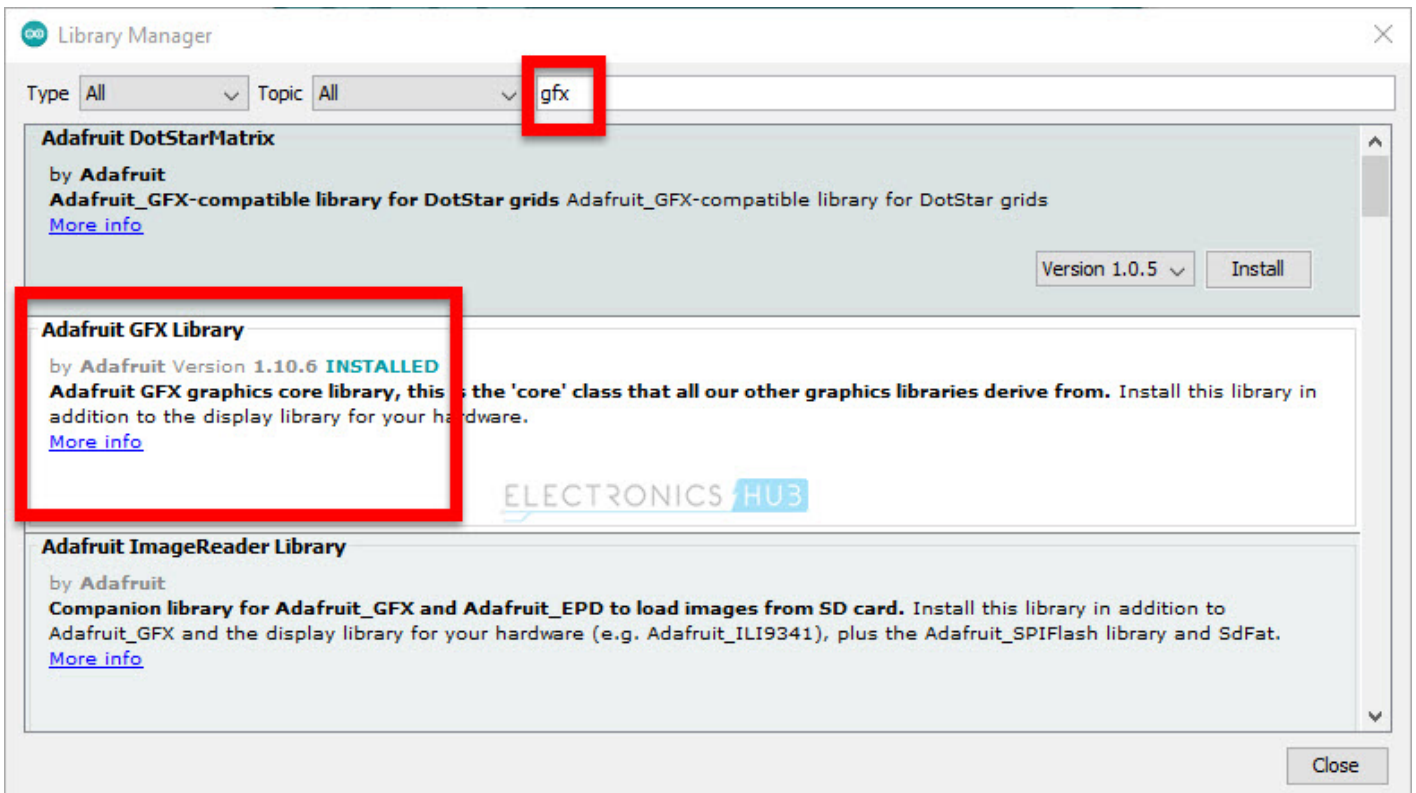 Library Manager
Type All Topic All gfx
Adafruit DotStarMatrix
by Adafruit
Adafruit_GFX-compatible library for DotStar grids Adafruit_GFX-compatible library for DotStar grids
More info
Version 1.0.5 Install
Adafruit GFX Library
by Adafruit Version 1.10.6 INSTALLED
Adafruit GFX graphics core library, this is the 'core' class that all our other graphics libraries derive from. Install this library in
addition to the display library for your hardware.
More info
ELECTRONICS HUB
Adafruit ImageReader Library
by Adafruit
Companion library for Adafruit_GFX and Adafruit_EPD to load images from SD card. Install this library in addition to
Adafruit_GFX and the display library for your hardware (e.g. Adafruit_ILI9341), plus the Adafruit_SPIFlash library and SdFat.
More info
Close